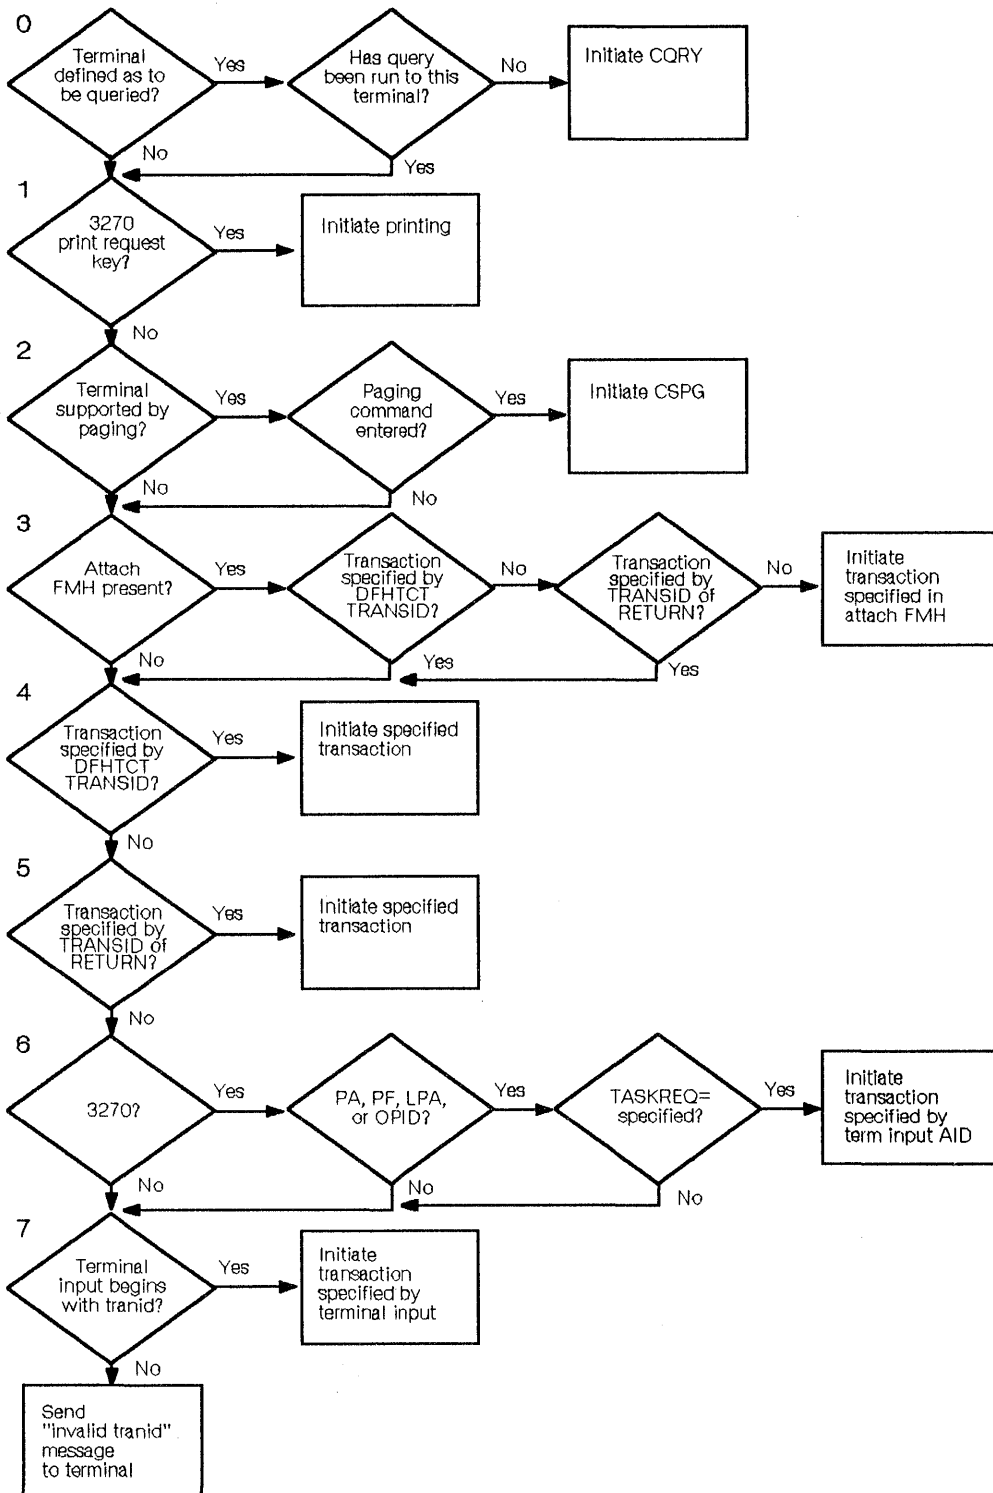 0
Terminal
defined as to
be queried?
Yes
Has query
been run to this
terminal?
No
Initiate CQRY
No
Yes
1
3270
print request
key?
Yes
Initiate printing
No
2
Terminal
supported by
paging?
Yes
Paging
command
entered?
Yes
Initiate CSPG
No
No
3
Attach
FMH present?
Yes
Transaction
specified by
DFHTCT
TRANSID?
No
Transaction
specified by
TRANSID of
RETURN?
No
Initiate
transaction
specified in
attach FMH
No
Yes
Yes
4
Transaction
specified by
DFHTCT
TRANSID?
Yes
Initiate specified
transaction
No
5
Transaction
specified by
TRANSID of
RETURN?
Yes
Initiate specified
transaction
No
6
3270?
Yes
PA, PF, LPA,
or OPID?
Yes
TASKREQ=
specified?
Yes
Initiate
transaction
specified by
term input AID
No
No
No
7
Terminal
input begins
with tranid?
Yes
Initiate
transaction
specified by
terminal input
No
Send
"invalid tranid"
message
to terminal